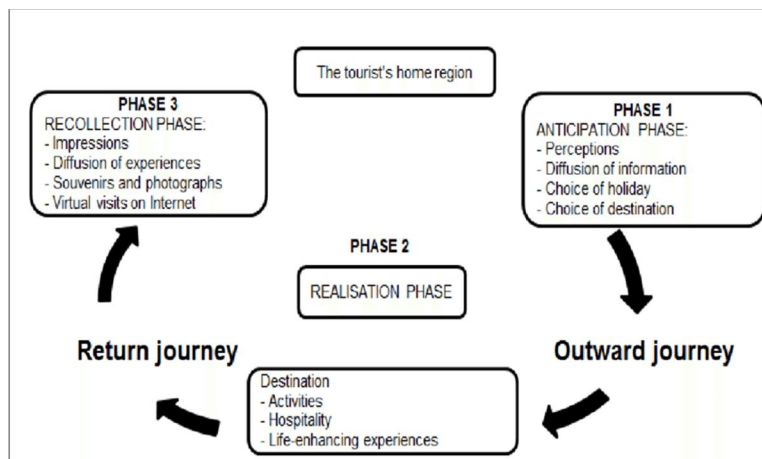 The tourist's home region
PHASE 3
RECOLLECTION PHASE:
- Impressions
- Diffusion of experiences
- Souvenirs and photographs
- Virtual visits on Internet
PHASE 1
ANTICIPATION PHASE:
- Perceptions
- Diffusion of information
- Choice of holiday
- Choice of destination
PHASE 2
REALISATION PHASE
Return journey
Outward journey
Destination
- Activities
- Hospitality
- Life-enhancing experiences